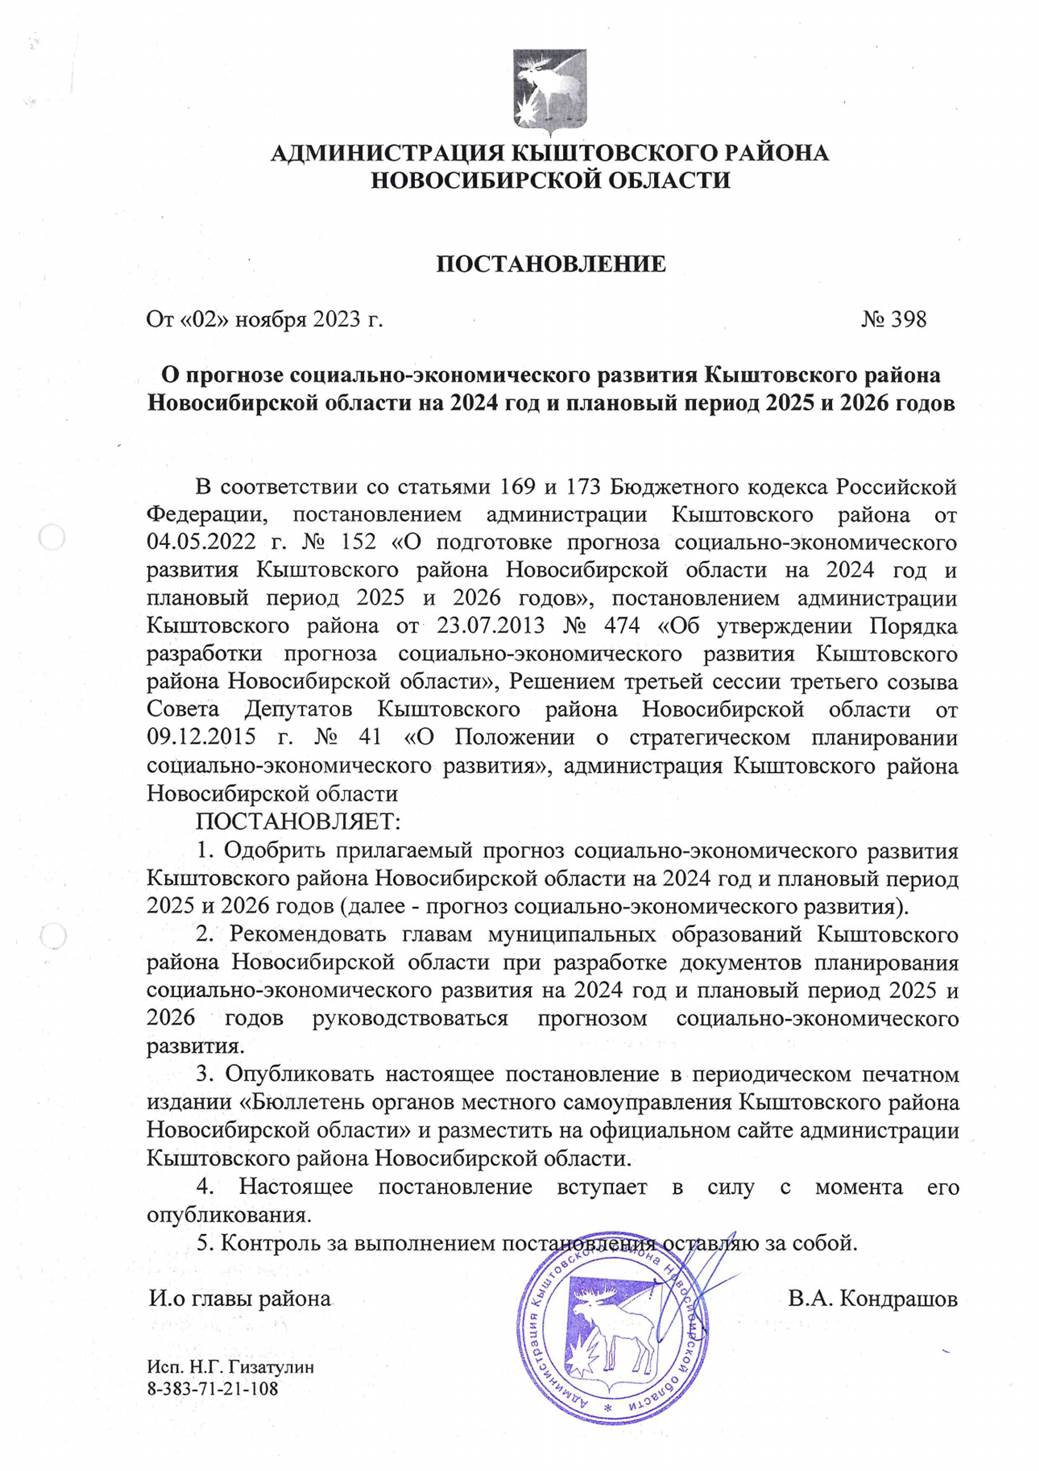 АДМИНИСТРАЦИЯ КЫШТОВСКОГО РАЙОНА
НОВОСИБИРСКОЙ ОБЛАСТИ
ПОСТАНОВЛЕНИЕ
От «02» ноября 2023 г. № 398
О прогнозе социально-экономического развития Кыштовского района
Новосибирской области на 2024 год и плановый период 2025 и 2026 годов
В соответствии со статьями 169 и 173 Бюджетного кодекса Российской
Федерации, постановлением администрации Кыштовского района от
04.05.2022 г. № 152 «О подготовке прогноза социально-экономического
развития Кыштовского района Новосибирской области на 2024 год и
плановый период 2025 и 2026 годов», постановлением администрации
Кыштовского района от 23.07.2013 № 474 «Об утверждении Порядка
разработки прогноза социально-экономического развития Кыштовского
района Новосибирской области», Решением третьей сессии третьего созыва
Совета Депутатов Кыштовского района Новосибирской области от
09.12.2015 г. № 41 «О Положении о стратегическом планировании
социально-экономического развития», администрация Кыштовского района
Новосибирской области
ПОСТАНОВЛЯЕТ:
1. Одобрить прилагаемый прогноз социально-экономического развития
Кыштовского района Новосибирской области на 2024 год и плановый период
2025 и 2026 годов (далее - прогноз социально-экономического развития).
2. Рекомендовать главам муниципальных образований Кыштовского
района Новосибирской области при разработке документов планирования
социально-экономического развития на 2024 год и плановый период 2025 и
2026 годов руководствоваться прогнозом социально-экономического
развития.
3. Опубликовать настоящее постановление в периодическом печатном
издании «Бюллетень органов местного самоуправления Кыштовского района
Новосибирской области» и разместить на официальном сайте администрации
Кыштовского района Новосибирской области.
4. Настоящее постановление вступает в силу с момента его
опубликования.
5. Контроль за выполнением постановления оставляю за собой.
И.о главы района В.А. Кондрашов
Администрация Кыштовского района Новосибирской области *
Исп. Н.Г. Гизатулин
8-383-71-21-108